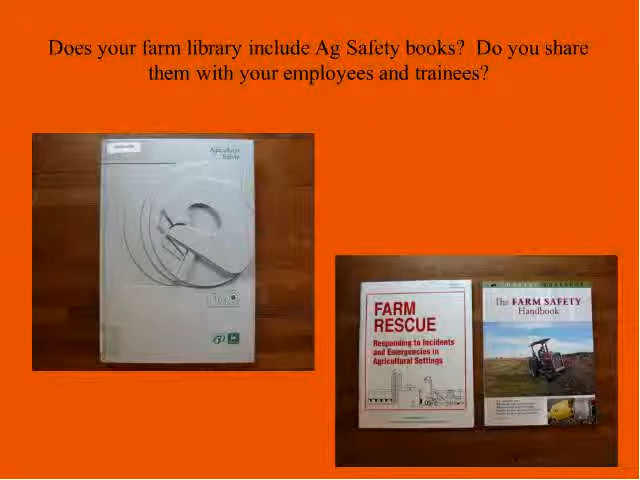 Does your farm library include Ag Safety books?  Do you share
them with your employees and trainees?
Agricultural
Safety
FARM
RESCUE
Responding to Incidents
and Emergencies in
Agricultural Settings
The FARM SAFETY
Handbook